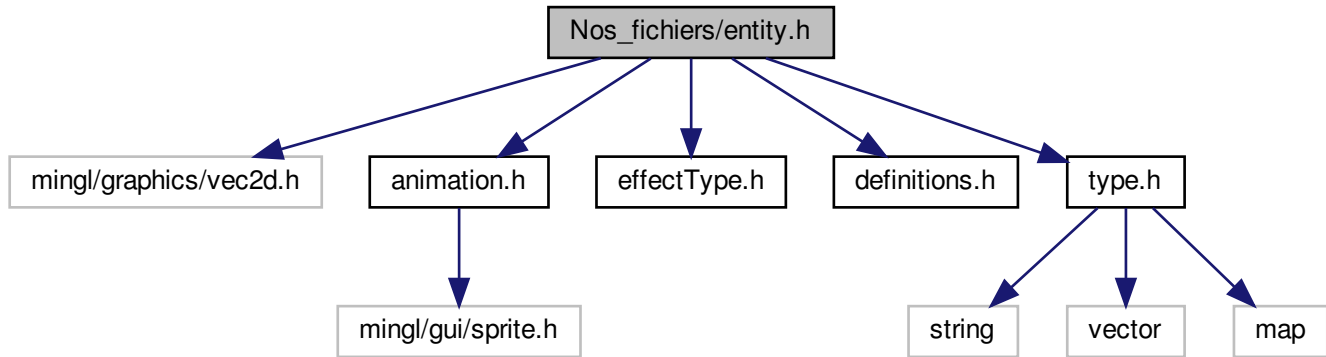 Nos_fichiers/entity.h
mingl/graphics/vec2d.h
animation.h
effectType.h
definitions.h
type.h
mingl/gui/sprite.h
string
vector
map